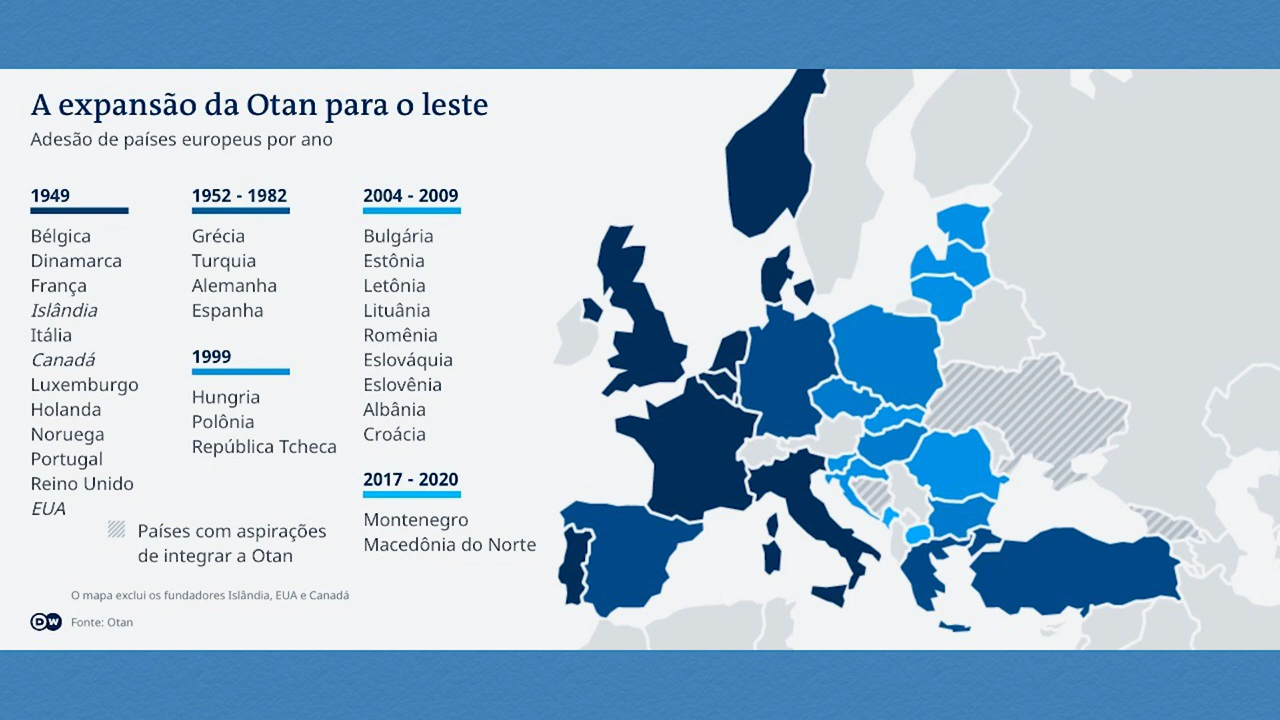 A expansão da Otan para o leste
Adesão de países europeus por ano
1949
Bélgica
Dinamarca
França
Islândia
Itália
Canadá
Luxemburgo
Holanda
Noruega
Portugal
Reino Unido
EUA
1952 - 1982
Grécia
Turquia
Alemanha
Espanha
1999
Hungria
Polônia
República Tcheca
2004 - 2009
Bulgária
Estônia
Letônia
Lituânia
Romênia
Eslováquia
Eslovênia
Albânia
Croácia
2017 - 2020
Montenegro
Macedônia do Norte
Países com aspirações
de integrar a Otan
O mapa exclui os fundadores Islândia, EUA e Canadá
DW Fonte: Otan